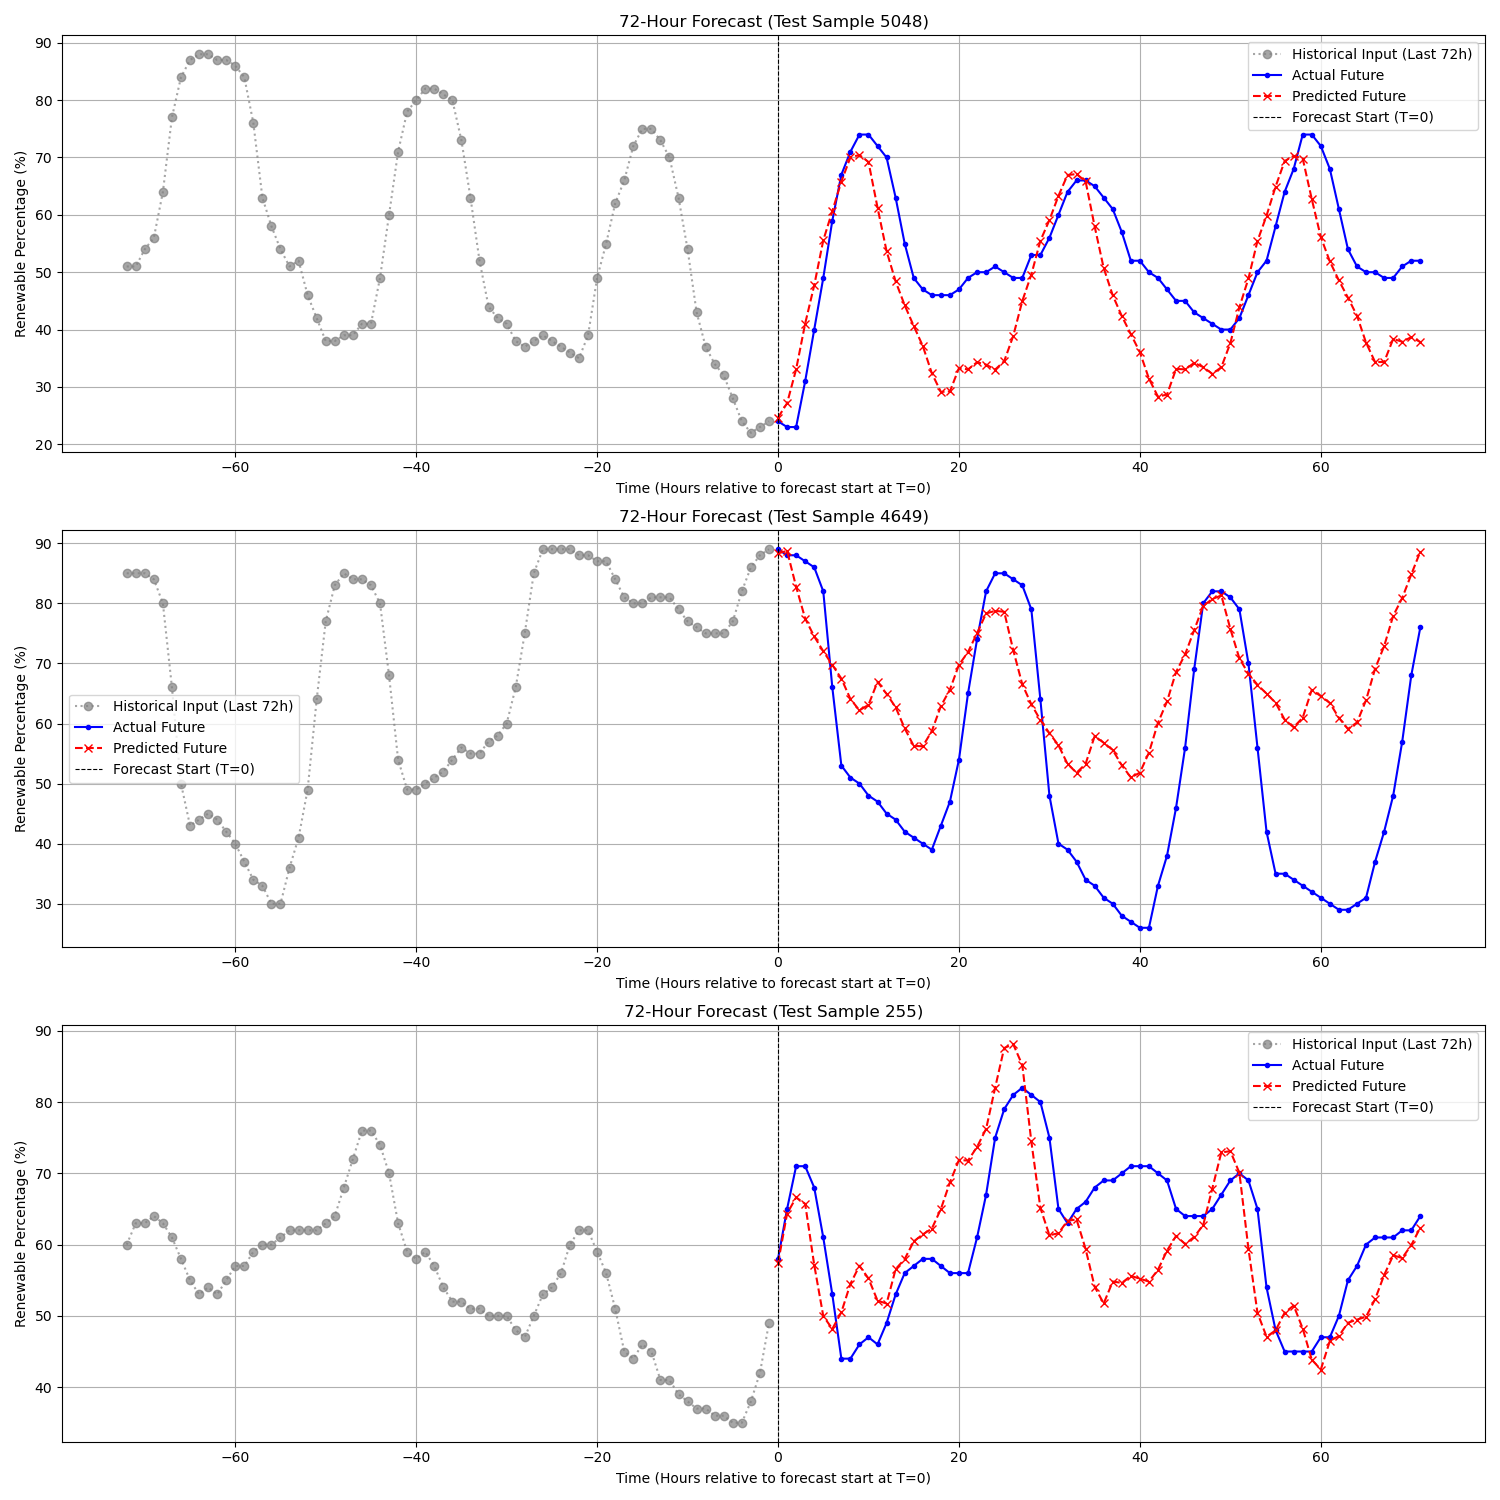 72-Hour Forecast (Test Sample 5048)
Renewable Percentage (%)
90
80
70
60
50
40
30
20
Historical Input (Last 72h)
Actual Future
Predicted Future
Forecast Start (T=0)
−60 −40 −20 0 20 40 60
Time (Hours relative to forecast start at T=0)
72-Hour Forecast (Test Sample 4649)
Renewable Percentage (%)
90
80
70
60
50
40
30
Historical Input (Last 72h)
Actual Future
Predicted Future
Forecast Start (T=0)
−60 −40 −20 0 20 40 60
Time (Hours relative to forecast start at T=0)
72-Hour Forecast (Test Sample 255)
Renewable Percentage (%)
90
80
70
60
50
40
Historical Input (Last 72h)
Actual Future
Predicted Future
Forecast Start (T=0)
−60 −40 −20 0 20 40 60
Time (Hours relative to forecast start at T=0)